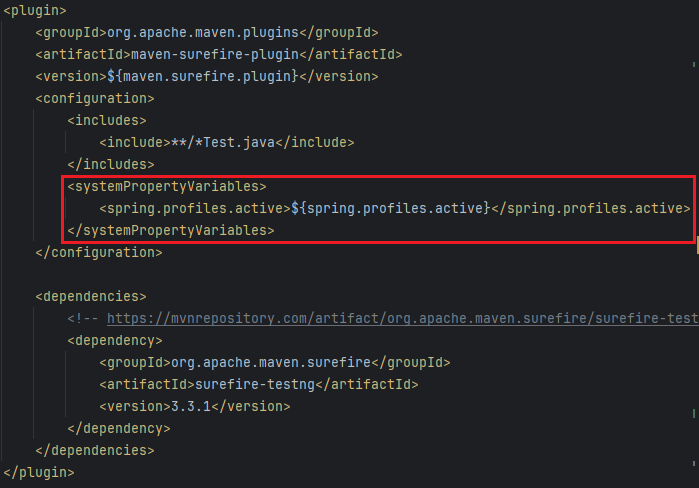 <plugin>
<groupId>org.apache.maven.plugins</groupId>
<artifactId>maven-surefire-plugin</artifactId>
<version>${maven.surefire.plugin}</version>
<configuration>
<includes>
<include>**/*Test.java</include>
</includes>
<systemPropertyVariables>
<spring.profiles.active>${spring.profiles.active}</spring.profiles.active>
</systemPropertyVariables>
</configuration>
<dependencies>
<!-- https://mvnrepository.com/artifact/org.apache.maven.surefire/surefire-test
<dependency>
<groupId>org.apache.maven.surefire</groupId>
<artifactId>surefire-testng</artifactId>
<version>3.3.1</version>
</dependency>
</dependencies>
</plugin>